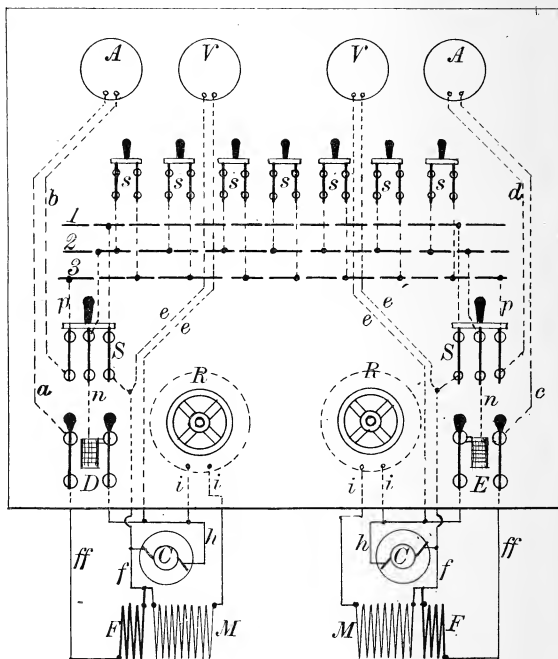 A V V A
s s s s s s s
b d
1
2
3
p p
e e
e e
S S
R R
a n n c
D E
i i i i
h h
ff C C ff
f f
F M M F